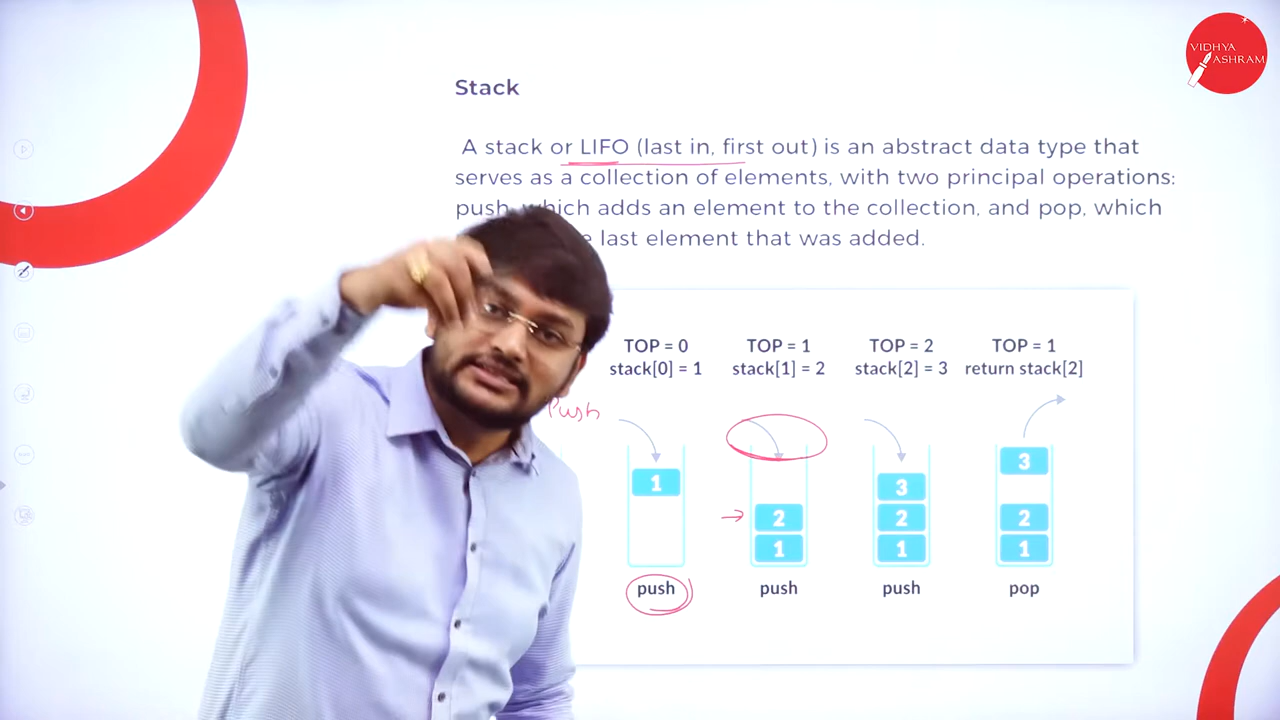 VIDHYA
ASHRAM
Stack
A stack or LIFO (last in, first out) is an abstract data type that
serves as a collection of elements, with two principal operations:
push, which adds an element to the collection, and pop, which
last element that was added.
TOP = 0 TOP = 1 TOP = 2 TOP = 1
stack[0] = 1 stack[1] = 2 stack[2] = 3 return stack[2]
Push
3
1 3
2 2 2
1 1 1
push push push pop